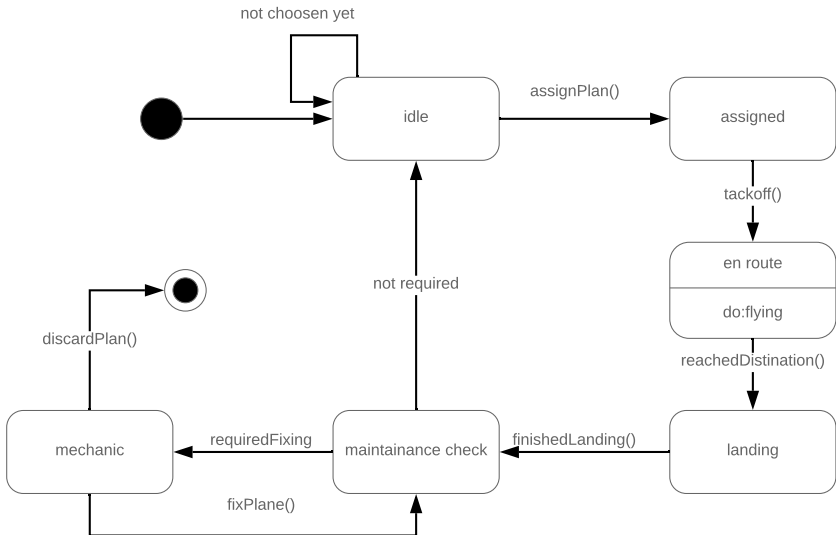 not choosen yet
idle
assignPlan()
assigned
tackoff()
en route
do:flying
not required
discardPlan()
reachedDistination()
mechanic
requiredFixing
maintainance check
finishedLanding()
landing
fixPlane()